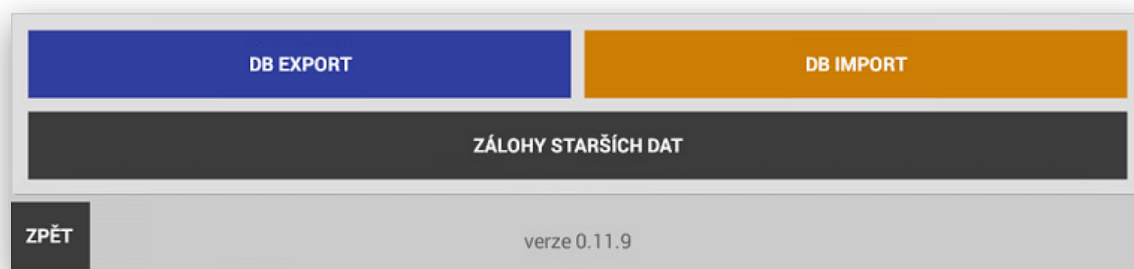 DB EXPORT
DB IMPORT
ZÁLOHY STARŠÍCH DAT
ZPĚT
verze 0.11.9